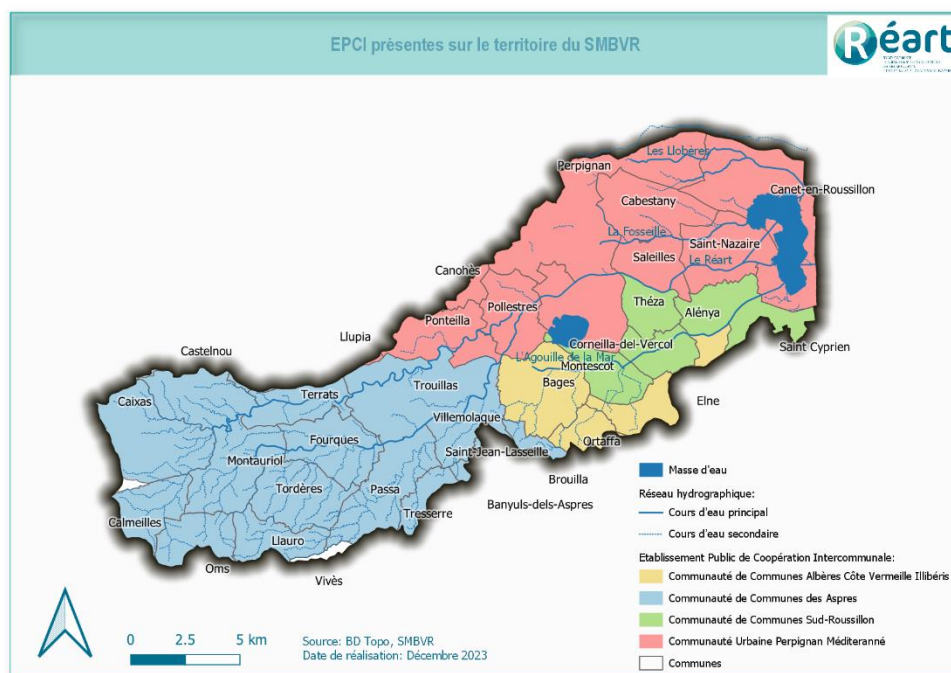 EPCI présentes sur le territoire du SMBVR
Réart
Les Llobères
Perpignan
Canet-en-Roussillon
Cabestany
La Fosseille
Saint-Nazaire
Saleilles
Le Réart
Canohès
Pollestres
Théza
Alénya
Ponteilla
Llupia
Corneilla-del-Vercol
Saint Cyprien
Castelnou
L'Agouille de la Mar
Montescot
Bages
Trouillas
Terrats
Caixas
Elne
Villemolaque
Fourques
Ortaffa
Saint-Jean-Lasseille
Montauriol
Brouilla
Passa
Tordères
Banyuls-dels-Aspres
Tresserre
Calmeilles
Llauro
Oms
Vivès
Masse d'eau
Réseau hydrographique:
Cours d'eau principal
Cours d'eau secondaire
Etablissement Public de Coopération Intercommunale:
Communauté de Communes Albères Côte Vermeille Illibéris
Communauté de Communes des Aspres
Communauté de Communes Sud-Roussillon
Communauté Urbaine Perpignan Méditeranné
Communes
0 2.5 5 km
Source: BD Topo, SMBVR
Date de réalisation: Décembre 2023